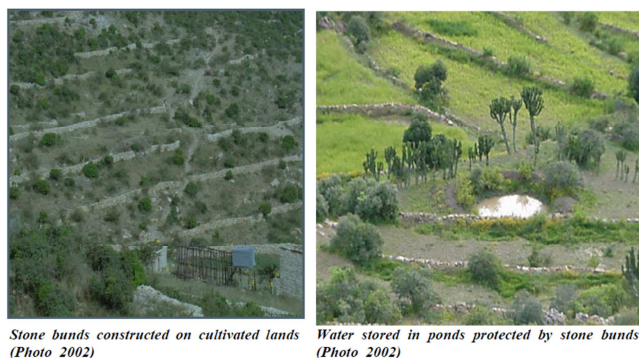 Stone bunds constructed on cultivated lands
(Photo 2002)
Water stored in ponds protected by stone bunds
(Photo 2002)